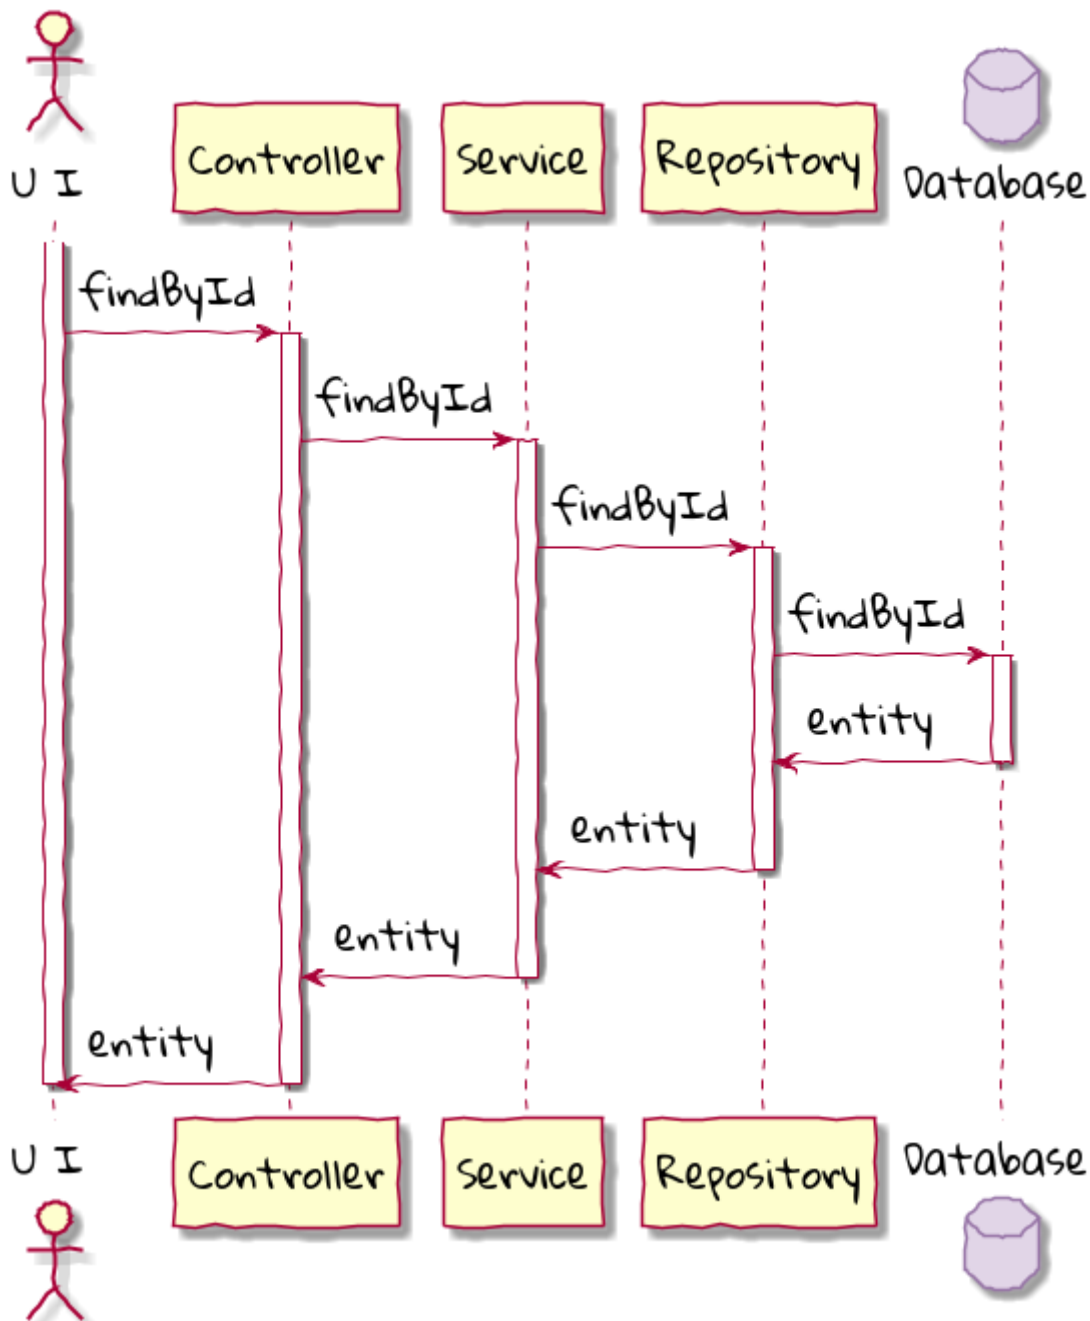 U I
Controller
Service
Repository
Database
findById
findById
findById
findById
entity
entity
entity
entity
U I
Controller
Service
Repository
Database